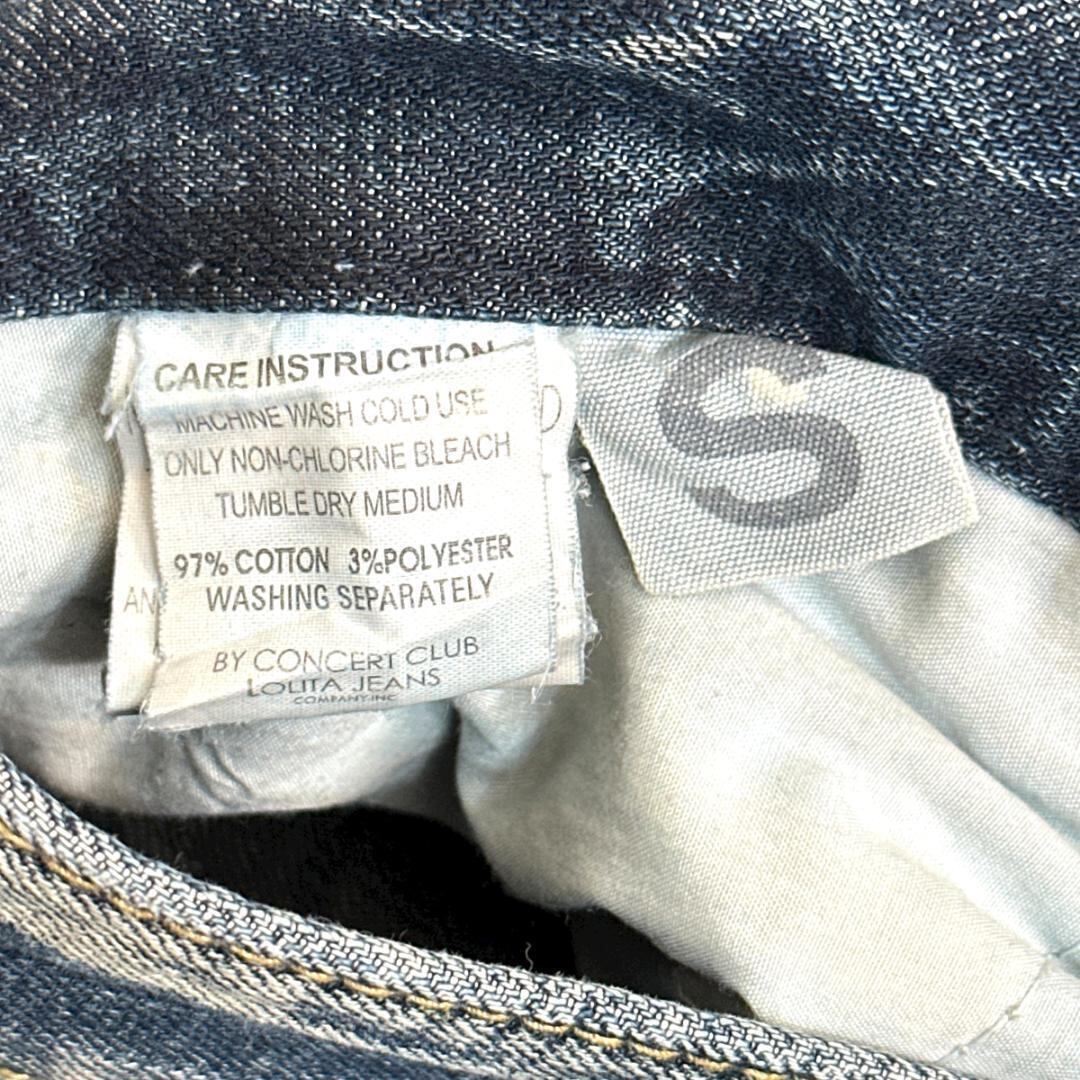 CARE INSTRUCTION
MACHINE WASH COLD USE
ONLY NON-CHLORINE BLEACH
TUMBLE DRY MEDIUM
97% COTTON 3%POLYESTER
WASHING SEPARATELY
BY CONCERT CLUB
LOLITA JEANS
COMPANY.INC
AN
D
S